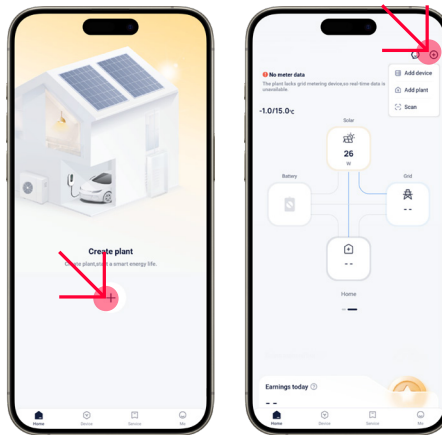 Create plant
Create plant,start a smart energy life.
Home
Device
Service
Me
Add device
Add plant
Scan
No meter data
The plant lacks grid metering device,so real-time data is
unavailable
-1.0/15.0℃
Solar
26
W
Battery
Grid
--
--
Home
Earnings today
--
Home
Device
Service
Me